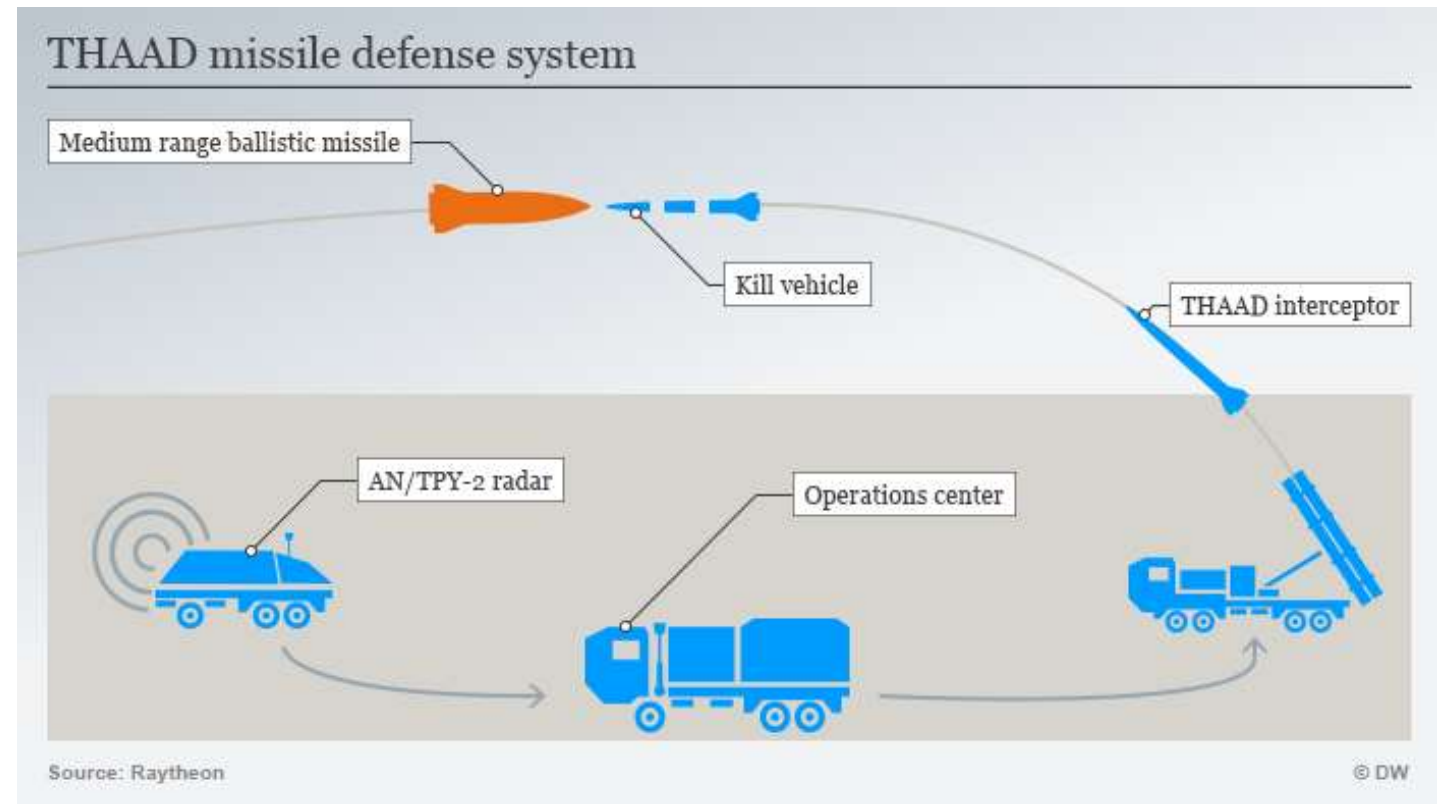 THAAD missile defense system
Medium range ballistic missile
Kill vehicle
THAAD interceptor
AN/TPY-2 radar
Operations center
Source: Raytheon
© DW